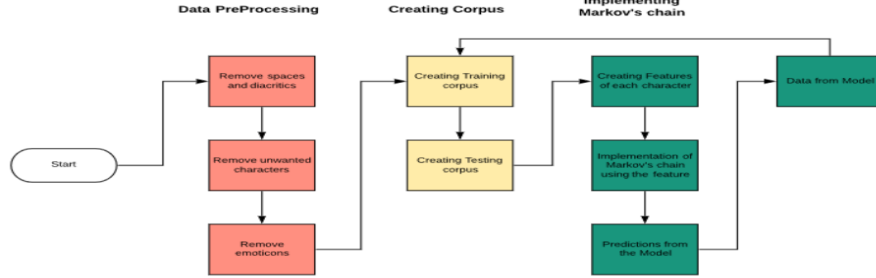 Data PreProcessing
Creating Corpus
Implementing
Markov's chain
Start
Remove spaces
and diacritics
Remove unwanted
characters
Remove
emoticons
Creating Training
corpus
Creating Testing
corpus
Creating Features
of each character
Implementation of
Markov's chain
using the feature
Predictions from
the Model
Data from Model